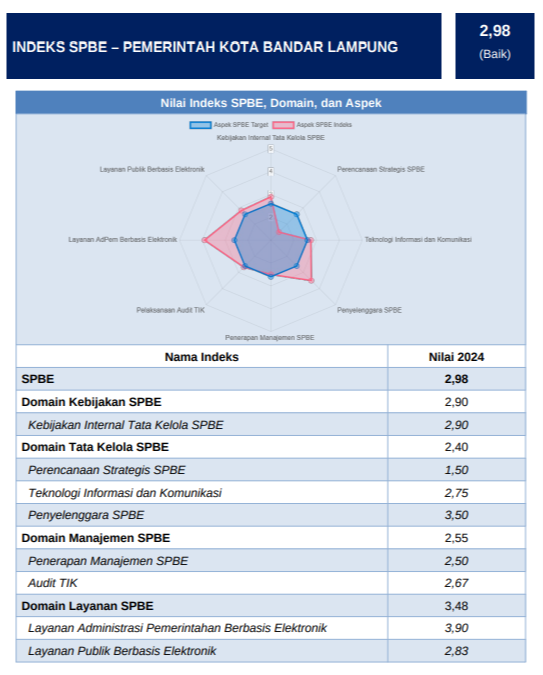 INDEKS SPBE – PEMERINTAH KOTA BANDAR LAMPUNG
2,98
(Baik)
Nilai Indeks SPBE, Domain, dan Aspek
Aspek SPBE Target Aspek SPBE Indeks
Kebijakan Internal Tata Kelola SPBE
5
Layanan Publik Berbasis Elektronik
4
Perencanaan Strategis SPBE
Layanan AdPem Berbasis Elektronik
Teknologi Informasi dan Komunikasi
Pelaksanaan Audit TIK
Penyelenggara SPBE
Penerapan Manajemen SPBE
Nama Indeks Nilai 2024
SPBE 2,98
Domain Kebijakan SPBE 2,90
Kebijakan Internal Tata Kelola SPBE 2,90
Domain Tata Kelola SPBE 2,40
Perencanaan Strategis SPBE 1,50
Teknologi Informasi dan Komunikasi 2,75
Penyelenggara SPBE 3,50
Domain Manajemen SPBE 2,55
Penerapan Manajemen SPBE 2,50
Audit TIK 2,67
Domain Layanan SPBE 3,48
Layanan Administrasi Pemerintahan Berbasis Elektronik 3,90
Layanan Publik Berbasis Elektronik 2,83